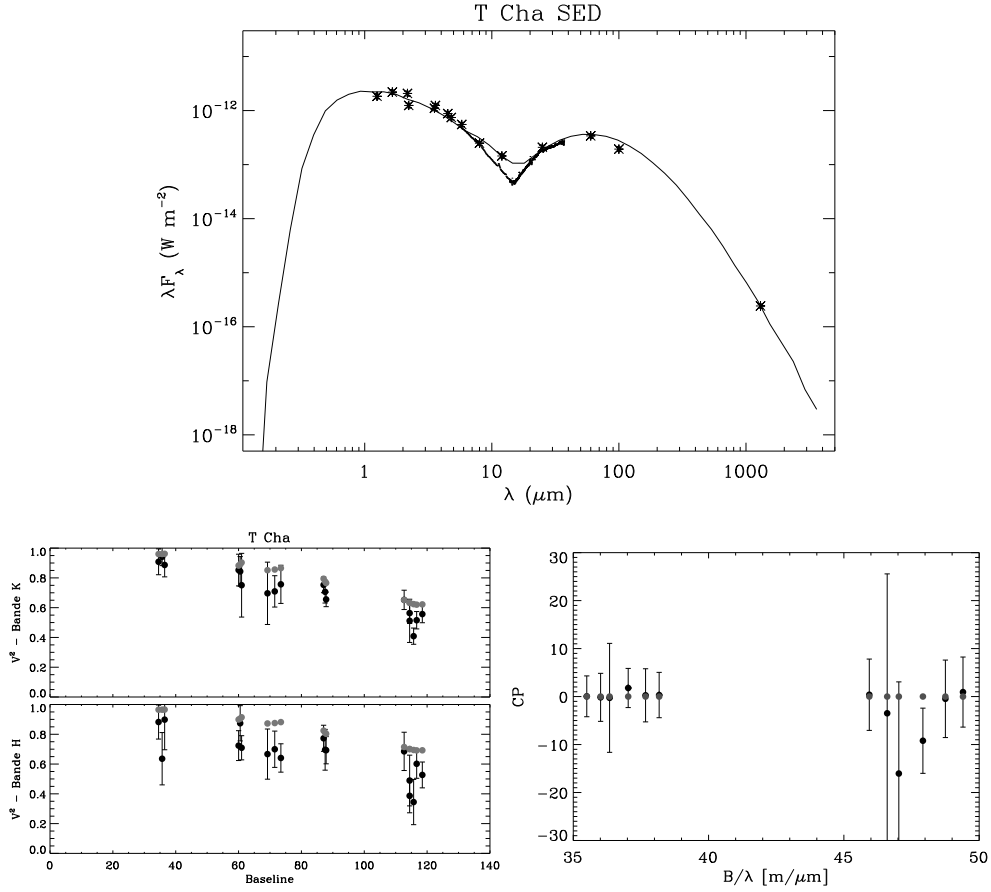 T Cha SED
10⁻¹²
10⁻¹⁴
10⁻¹⁶
10⁻¹⁸
λF_λ (W m⁻²)
1 10 100 1000
λ (μm)
T Cha
1.0
0.8
0.6
0.4
0.2
0.0
V² – Bande K
1.0
0.8
0.6
0.4
0.2
0.0
V² – Bande H
0 20 40 60 80 100 120 140
Baseline
30
20
10
0
-10
-20
-30
CP
35 40 45 50
B/λ [m/μm]